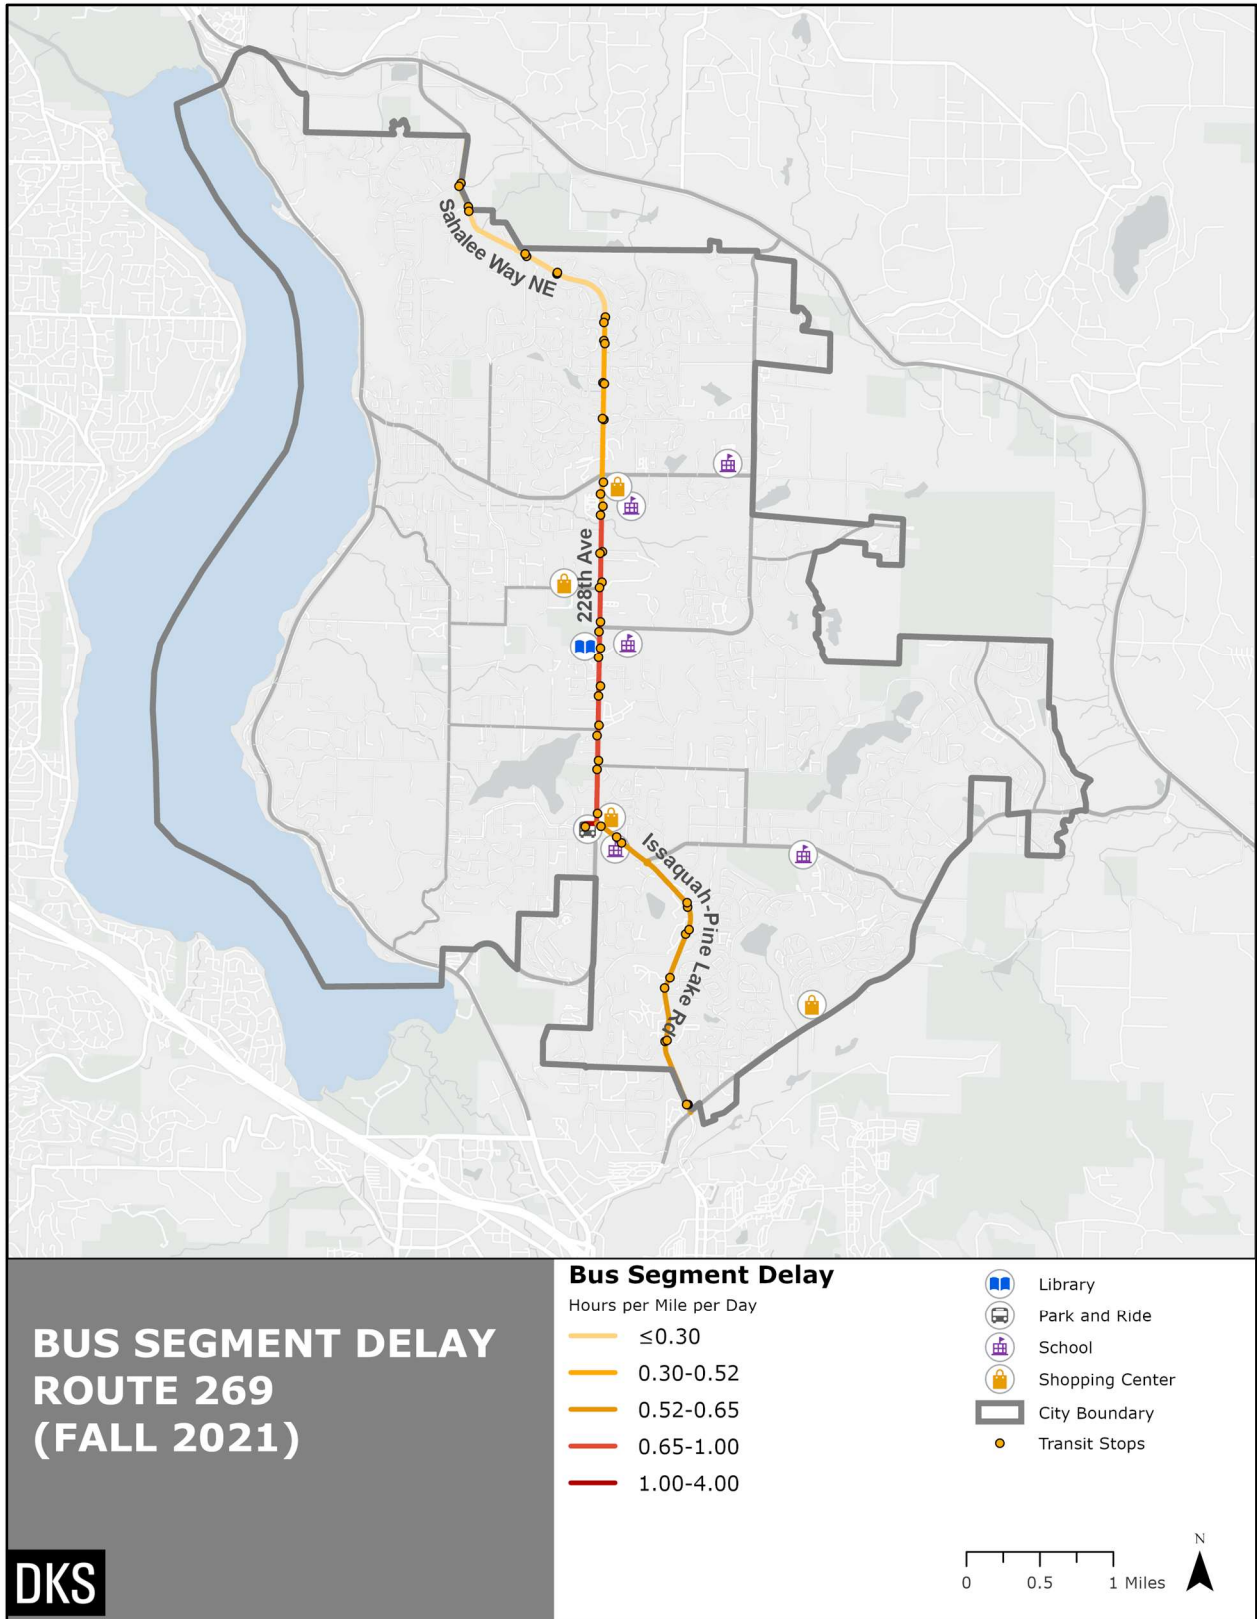 Sahalee Way NE
228th Ave
Issaquah-Pine Lake Rd
BUS SEGMENT DELAY
ROUTE 269
(FALL 2021)
DKS
Bus Segment Delay
Hours per Mile per Day
≤0.30
0.30-0.52
0.52-0.65
0.65-1.00
1.00-4.00
Library
Park and Ride
School
Shopping Center
City Boundary
Transit Stops
N
0 0.5 1 Miles